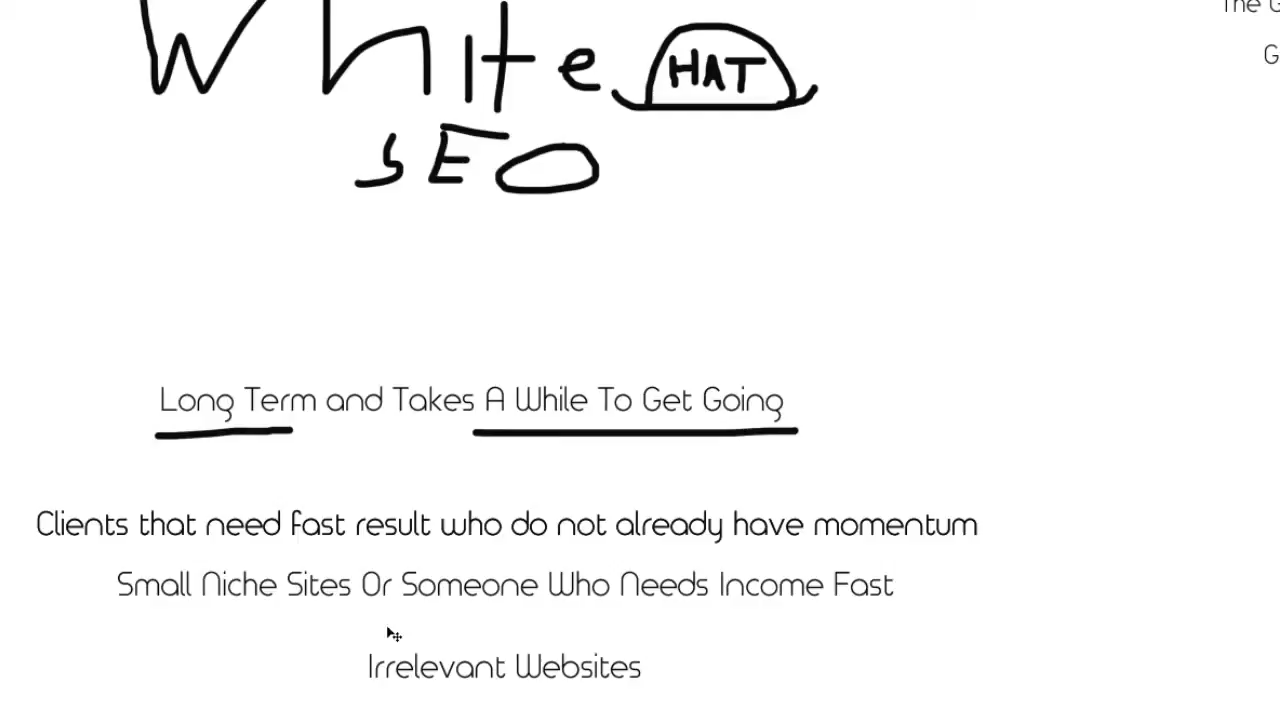 White HAT
SEO
Long Term and Takes A While To Get Going
Clients that need fast result who do not already have momentum
Small Niche Sites Or Someone Who Needs Income Fast
Irrelevant Websites
The G
G